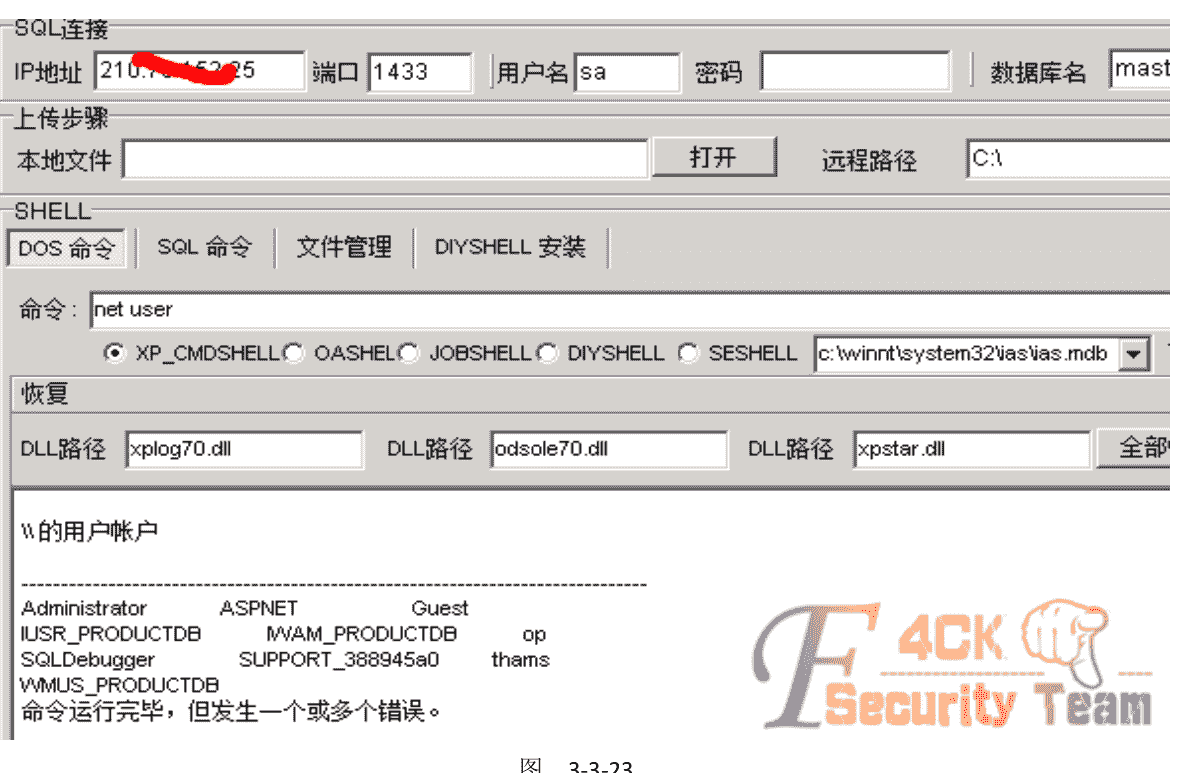 SQL连接
IP地址 210. 25 端口 1433 用户名 sa 密码 数据库名 mast
上传步骤
本地文件 打开 远程路径 C:\
SHELL
DOS 命令 SQL 命令 文件管理 DIYSHELL 安装
命令： net user
XP_CMDSHELL OASHEL JOBSHELL DIYSHELL SESHELL c:\winnt\system32\ias\ias.mdb
恢复
DLL路径 xplog70.dll DLL路径 odsole70.dll DLL路径 xpstar.dll 全部
\\ 的用户帐户
-------------------------------------------------------------------------------
Administrator ASPNET Guest
IUSR_PRODUCTDB IWAM_PRODUCTDB op
SQLDebugger SUPPORT_388945a0 thams
WMUS_PRODUCTDB
命令运行完毕，但发生一个或多个错误。
F4CK
Security Team
图 3-3-23